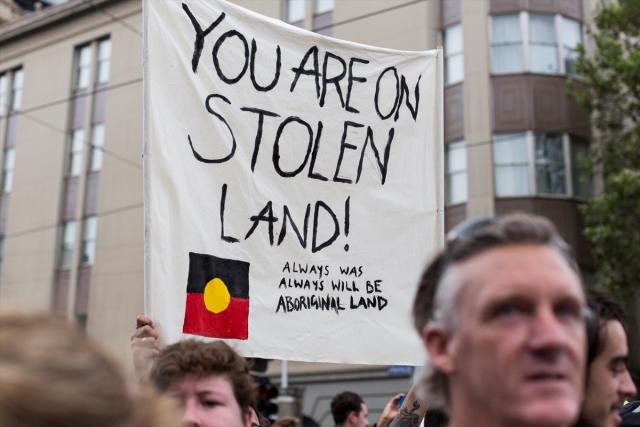 YOU ARE ON
STOLEN
LAND!
ALWAYS WAS
ALWAYS WILL BE
ABORIGINAL LAND